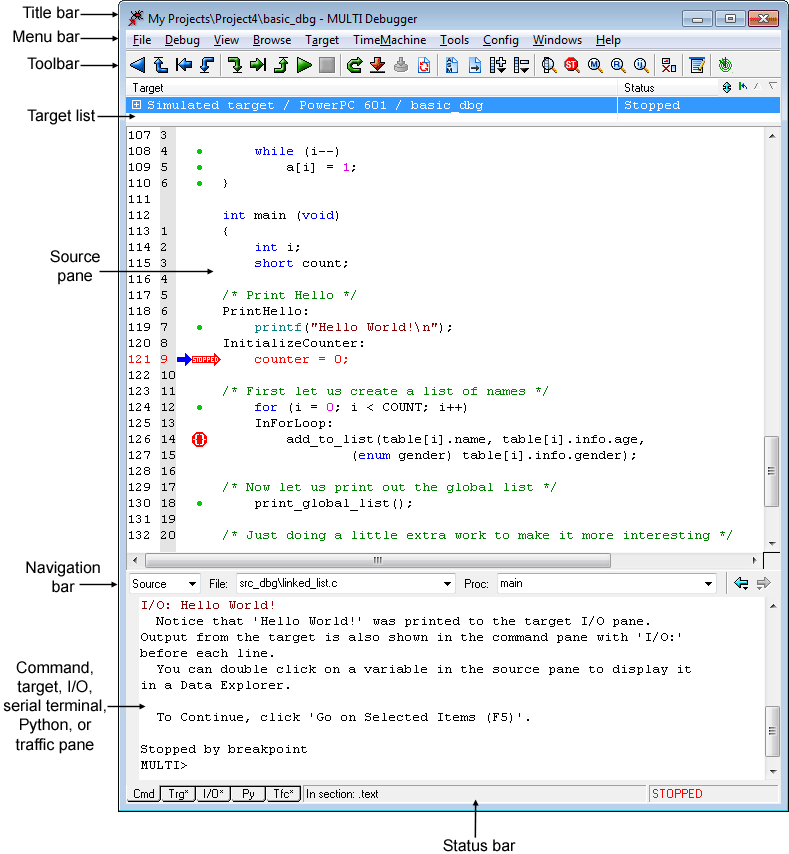 Title bar
My Projects\Project4\basic_dbg - MULTI Debugger
Menu bar
File Debug View Browse Target TimeMachine Tools Config Windows Help
Toolbar
Target Status
Target list
Simulated target / PowerPC 601 / basic_dbg Stopped
107 3
108 4 while (i--)
109 5 a[i] = 1;
110 6 }
111
112 int main (void)
113 1 {
114 2 int i;
115 3 short count;
116 4
Source
pane
117 5 /* Print Hello */
118 6 PrintHello:
119 7 printf("Hello World!\n");
120 8 InitializeCounter:
121 9 STOPPED counter = 0;
122 10
123 11 /* First let us create a list of names */
124 12 for (i = 0; i < COUNT; i++)
125 13 InForLoop:
126 14 add_to_list(table[i].name, table[i].info.age,
127 15 (enum gender) table[i].info.gender);
128 16
129 17 /* Now let us print out the global list */
130 18 print_global_list();
131 19
132 20 /* Just doing a little extra work to make it more interesting */
Navigation
bar
Source File: src_dbg\linked_list.c Proc: main
I/O: Hello World!
Notice that 'Hello World!' was printed to the target I/O pane.
Output from the target is also shown in the command pane with 'I/O:'
before each line.
You can double click on a variable in the source pane to display it
in a Data Explorer.
To Continue, click 'Go on Selected Items (F5)'.
Stopped by breakpoint
MULTI>
Command,
target, I/O,
serial terminal,
Python, or
traffic pane
Cmd Trg* I/O* Py Tfc* In section: .text STOPPED
Status bar